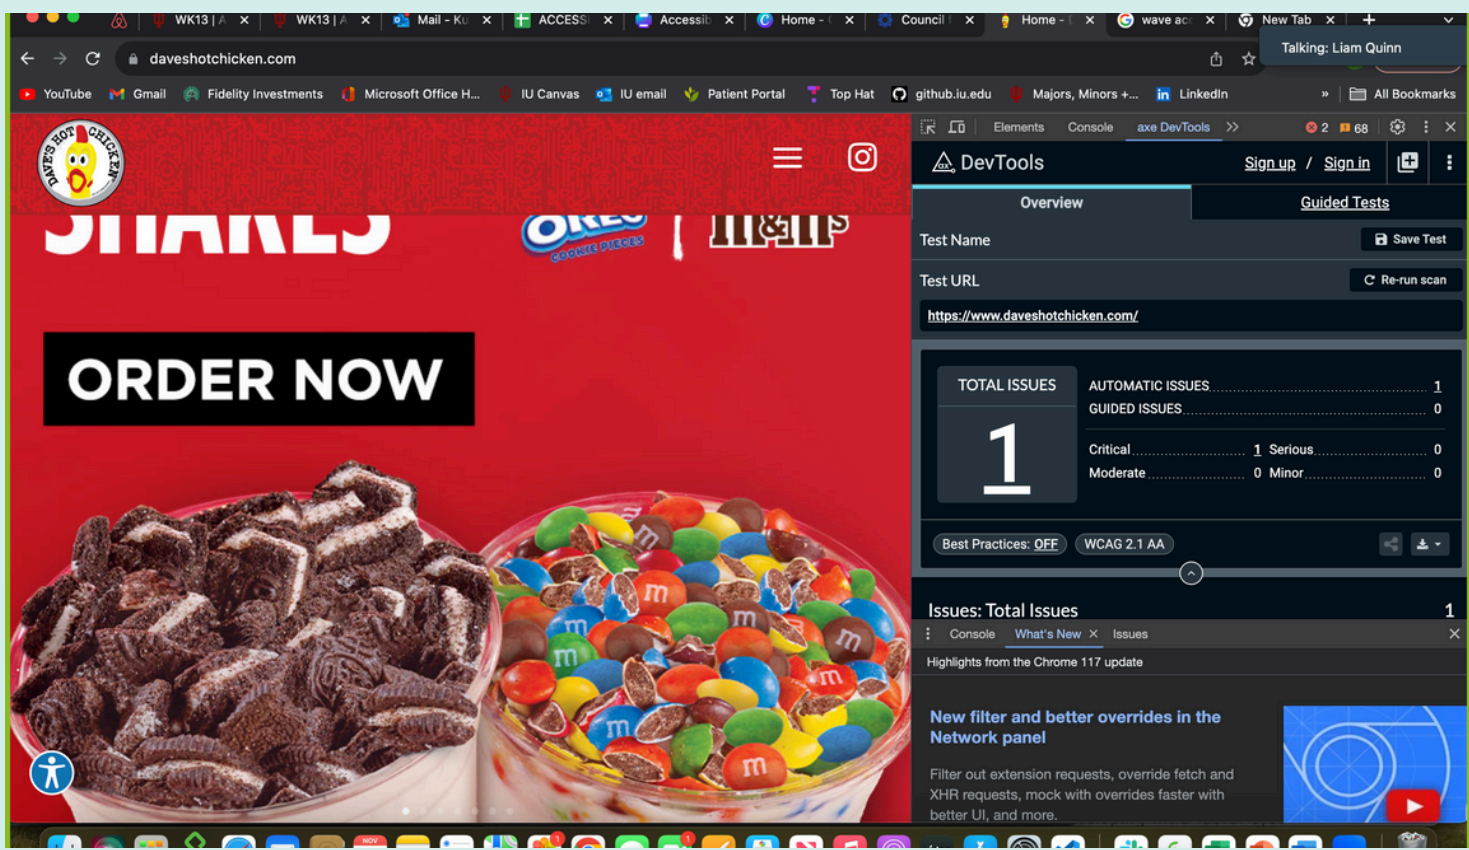 WK13 | A
WK13 | A
Mail - Ku
ACCESS
Accessib
Home - (
Council f
Home -
wave acc
New Tab
Talking: Liam Quinn
daveshotchicken.com
YouTube
Gmail
Fidelity Investments
Microsoft Office H...
IU Canvas
IU email
Patient Portal
Top Hat
github.iu.edu
Majors, Minors +...
LinkedIn
»
All Bookmarks
DAVE'S HOT CHICKEN
SHAKES
OREO
COOKIE PIECES
m&m's
ORDER NOW
Elements
Console
axe DevTools
2
68
DevTools
Sign up / Sign in
Overview
Guided Tests
Test Name
Save Test
Test URL
Re-run scan
https://www.daveshotchicken.com/
TOTAL ISSUES
1
AUTOMATIC ISSUES 1
GUIDED ISSUES 0
Critical 1 Serious 0
Moderate 0 Minor 0
Best Practices: OFF
WCAG 2.1 AA
Issues: Total Issues 1
Console
What's New
Issues
Highlights from the Chrome 117 update
New filter and better overrides in the
Network panel
Filter out extension requests, override fetch and
XHR requests, mock with overrides faster with
better UI, and more.
m
m
m
m
m
m
m
NOV